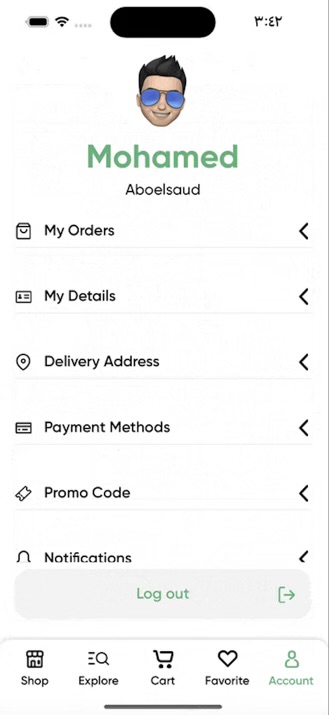 ٣:٤٢
Mohamed
Aboelsaud
My Orders
My Details
Delivery Address
Payment Methods
Promo Code
Notifications
Log out
Shop
Explore
Cart
Favorite
Account